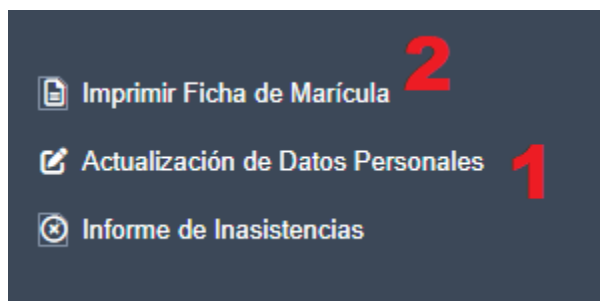 Imprimir Ficha de Marícula 2
Actualización de Datos Personales 1
Informe de Inasistencias